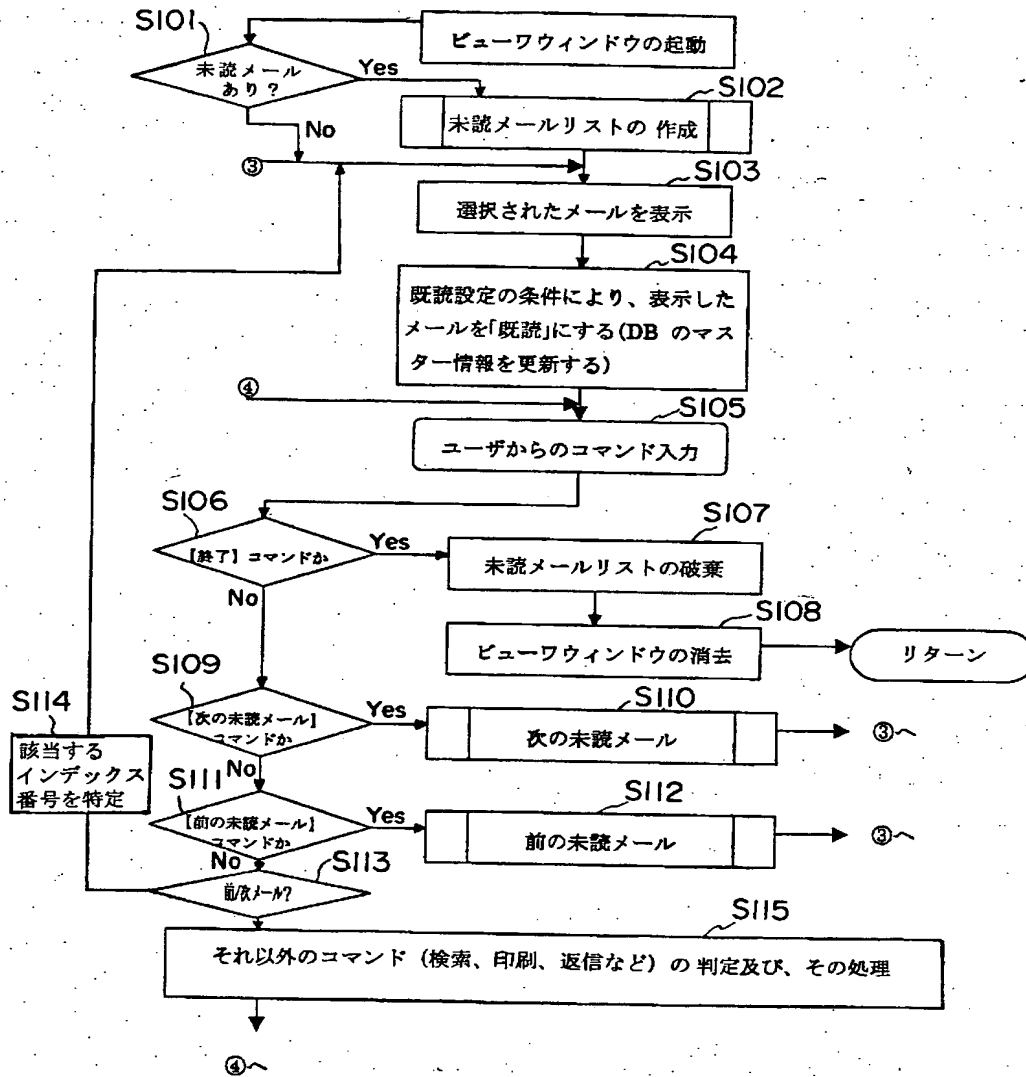 S101
ビューワウィンドウの起動
未読メール
あり？
Yes
S102
未読メールリストの 作成
No
③
S103
選択されたメールを表示
S104
既読設定の条件により、表示した
メールを「既読」にする(DB のマス
ター情報を更新する)
④
S105
ユーザからのコマンド入力
S106
【終了】コマンドか
Yes
S107
未読メールリストの破棄
No
S108
ビューワウィンドウの消去
リターン
S109
【次の未読メール】
コマンドか
Yes
S110
次の未読メール
③へ
S114
該当する
インデックス
番号を特定
No
S111
【前の未読メール】
コマンドか
Yes
S112
前の未読メール
③へ
No
S113
前/次メール?
S115
それ以外のコマンド（検索、印刷、返信など）の 判定及び、その処理
④へ